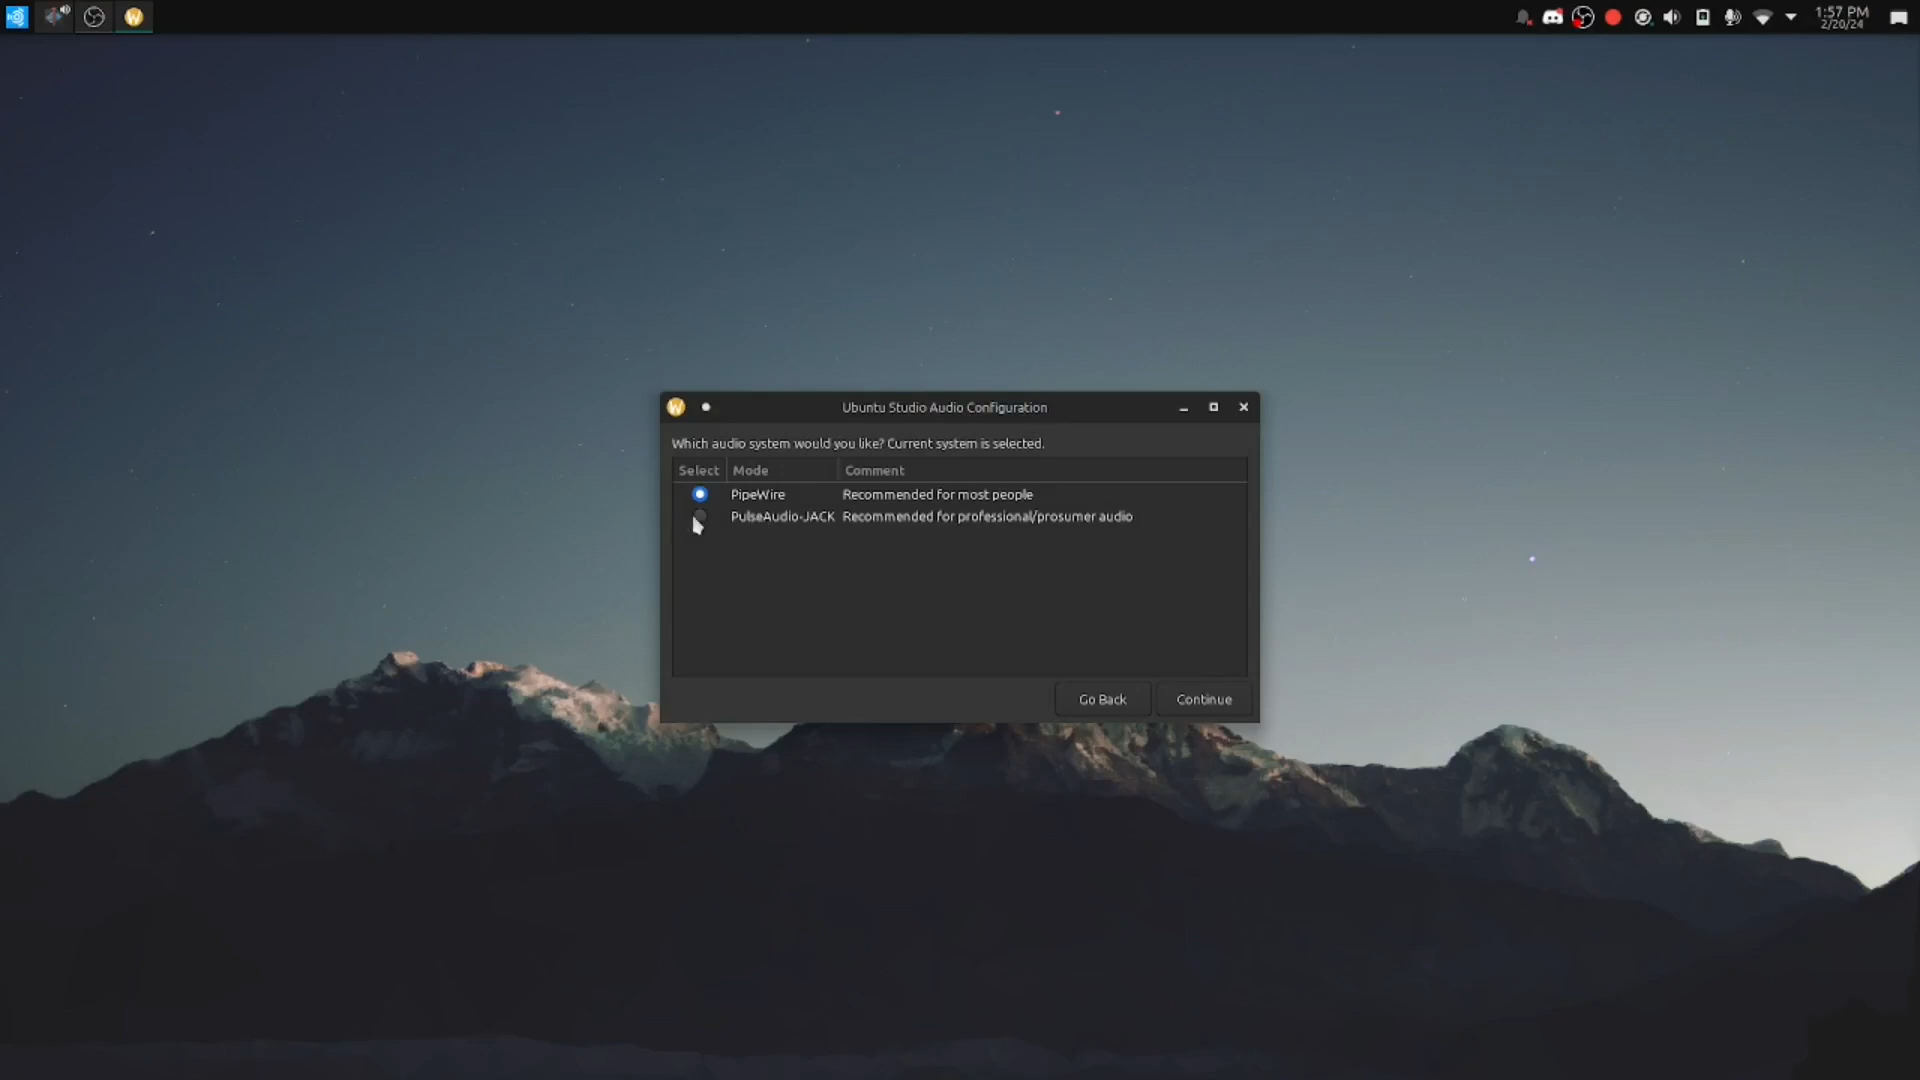 1:57 PM
2/20/24
Ubuntu Studio Audio Configuration
Which audio system would you like? Current system is selected.
Select Mode Comment
PipeWire Recommended for most people
PulseAudio-JACK Recommended for professional/prosumer audio
Go Back Continue